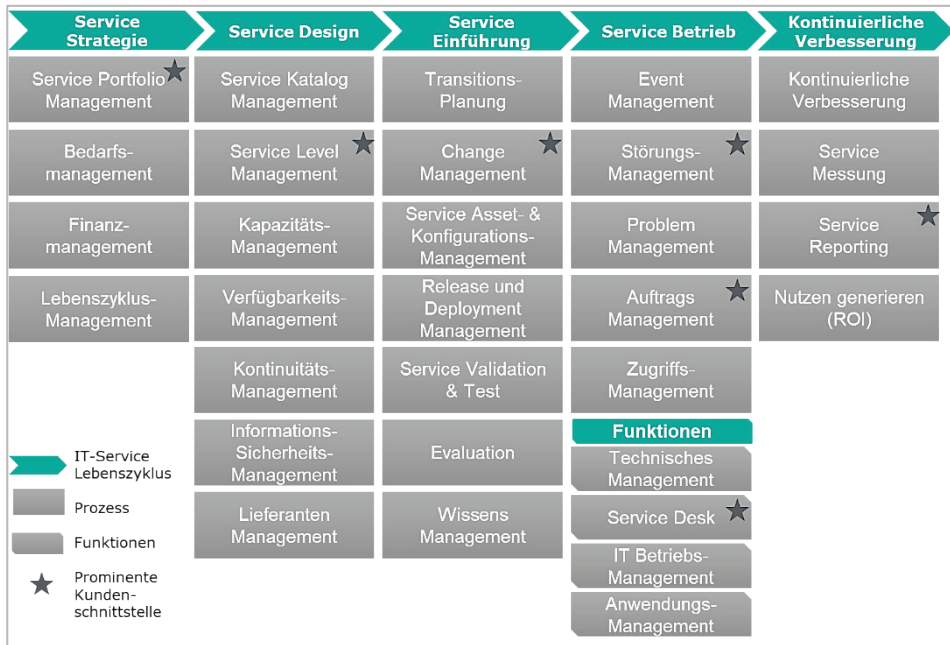 Service
Strategie
Service Design
Service
Einführung
Service Betrieb
Kontinuierliche
Verbesserung
Service Portfolio
Management
Bedarfs-
management
Finanz-
management
Lebenszyklus-
Management
Service Katalog
Management
Service Level
Management
Kapazitäts-
Management
Verfügbarkeits-
Management
Kontinuitäts-
Management
Informations-
Sicherheits-
Management
Lieferanten
Management
Transitions-
Planung
Change
Management
Service Asset- &
Konfigurations-
Management
Release und
Deployment
Management
Service Validation
& Test
Evaluation
Wissens
Management
Event
Management
Störungs-
Management
Problem
Management
Auftrags
Management
Zugriffs-
Management
Funktionen
Technisches
Management
Service Desk
IT Betriebs-
Management
Anwendungs-
Management
Kontinuierliche
Verbesserung
Service
Messung
Service
Reporting
Nutzen generieren
(ROI)
IT-Service
Lebenszyklus
Prozess
Funktionen
Prominente
Kunden-
schnittstelle